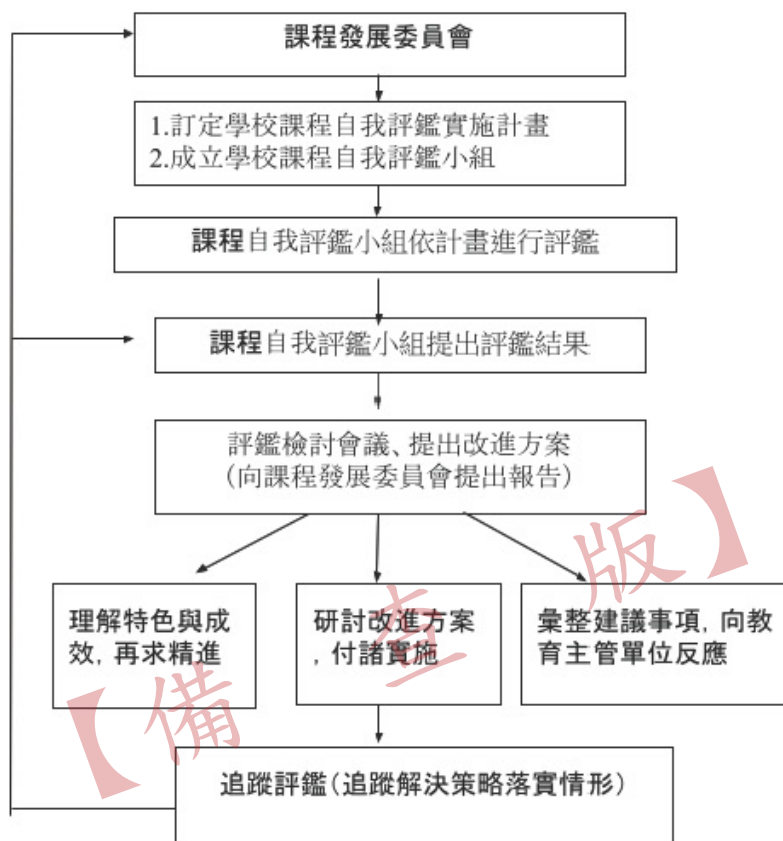 課程發展委員會
1.訂定學校課程自我評鑑實施計畫
2.成立學校課程自我評鑑小組
課程自我評鑑小組依計畫進行評鑑
課程自我評鑑小組提出評鑑結果
評鑑檢討會議、提出改進方案
(向課程發展委員會提出報告)
理解特色與成
效, 再求精進
研討改進方案
, 付諸實施
彙整建議事項, 向教
育主管單位反應
追蹤評鑑(追蹤解決策略落實情形)
【備查版】